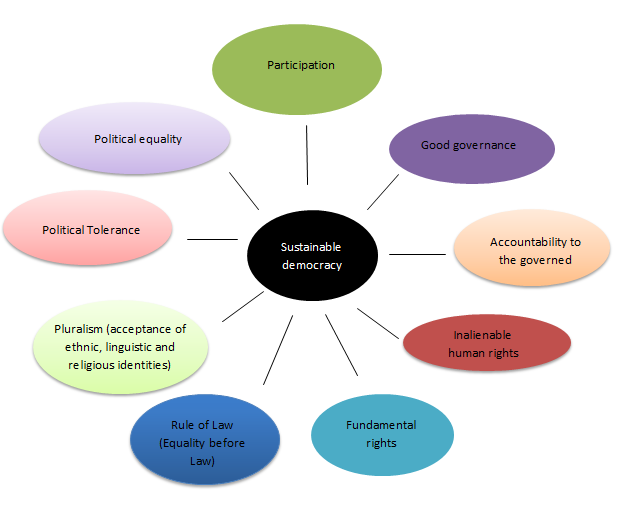 Participation
Political equality
Good governance
Political Tolerance
Sustainable
democracy
Accountability to
the governed
Pluralism (acceptance of
ethnic, linguistic and
religious identities)
Inalienable
human rights
Rule of Law
(Equality before
Law)
Fundamental
rights